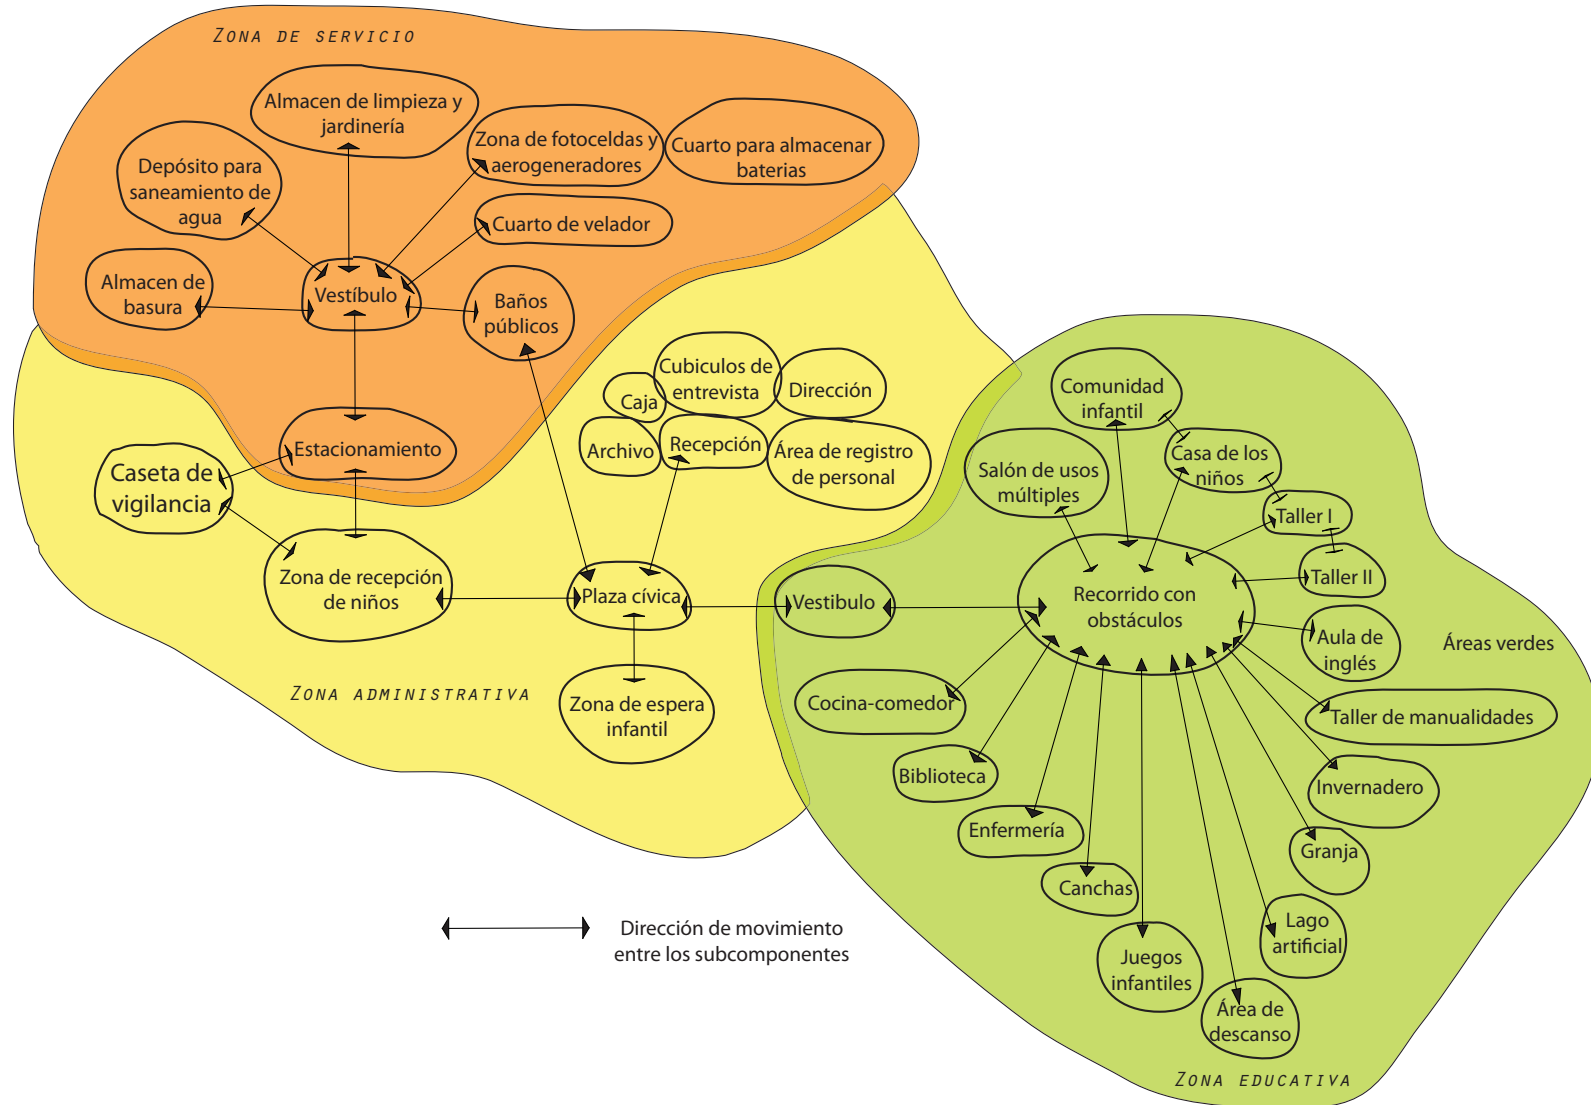 ZONA DE SERVICIO
Almacen de limpieza y
jardinería
Zona de fotoceldas y
aerogeneradores
Cuarto para almacenar
baterias
Depósito para
saneamiento de
agua
Cuarto de velador
Almacen de
basura
Vestíbulo
Baños
públicos
Estacionamiento
Caseta de
vigilancia
Cubiculos de
entrevista
Dirección
Caja
Archivo
Recepción
Área de registro
de personal
Zona de recepción
de niños
Plaza cívica
Zona de espera
infantil
ZONA ADMINISTRATIVA
Vestibulo
Comunidad
infantil
Casa de los
niños
Salón de usos
múltiples
Taller I
Taller II
Recorrido con
obstáculos
Aula de
inglés
Áreas verdes
Cocina-comedor
Taller de manualidades
Biblioteca
Invernadero
Enfermería
Granja
Canchas
Lago
artificial
Juegos
infantiles
Área de
descanso
ZONA EDUCATIVA
Dirección de movimiento
entre los subcomponentes